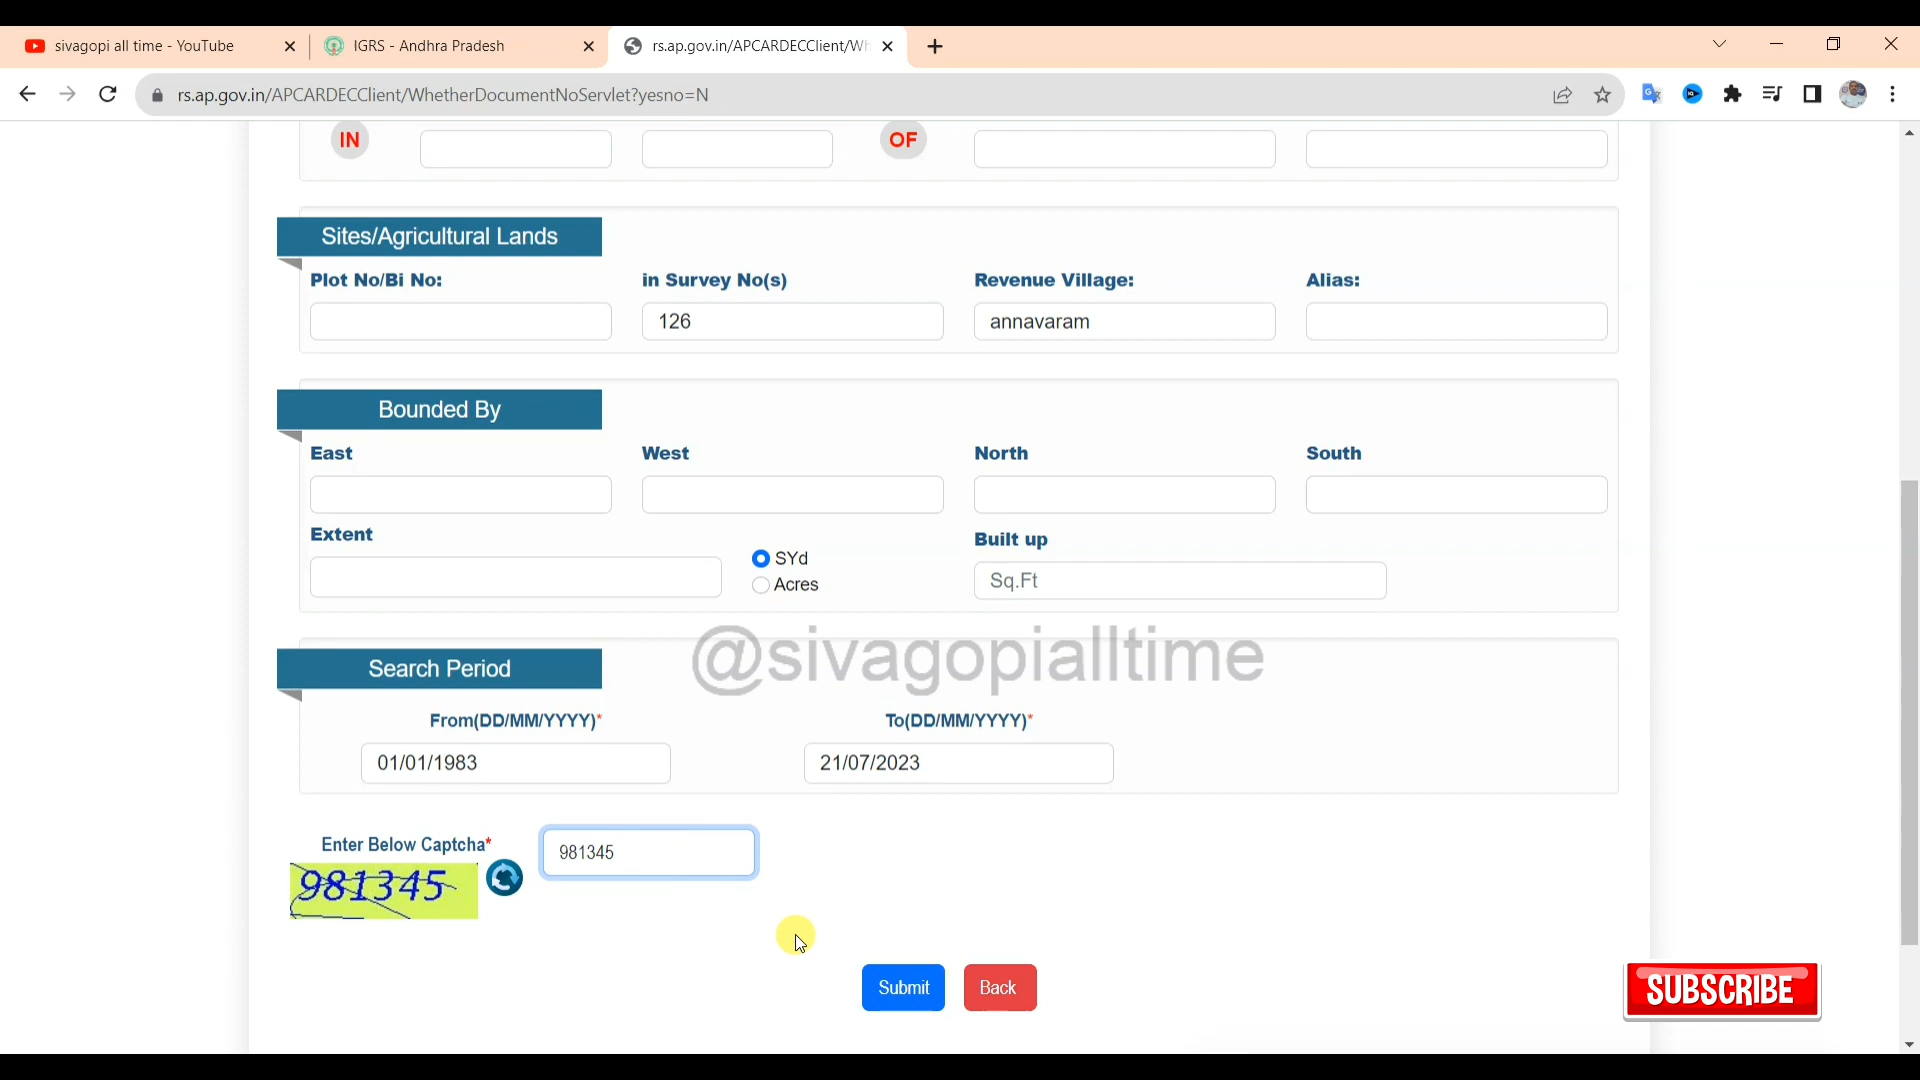 sivagopi all time - YouTube
IGRS - Andhra Pradesh
rs.ap.gov.in/APCARDECClient/Wh
rs.ap.gov.in/APCARDECClient/WhetherDocumentNoServlet?yesno=N
IN
OF
Sites/Agricultural Lands
Plot No/Bi No:
in Survey No(s)
Revenue Village:
Alias:
126
annavaram
Bounded By
East
West
North
South
Extent
SYd
Acres
Built up
Sq.Ft
@sivagopialltime
Search Period
From(DD/MM/YYYY)*
To(DD/MM/YYYY)*
01/01/1983
21/07/2023
Enter Below Captcha*
981345
981345
Submit
Back
SUBSCRIBE